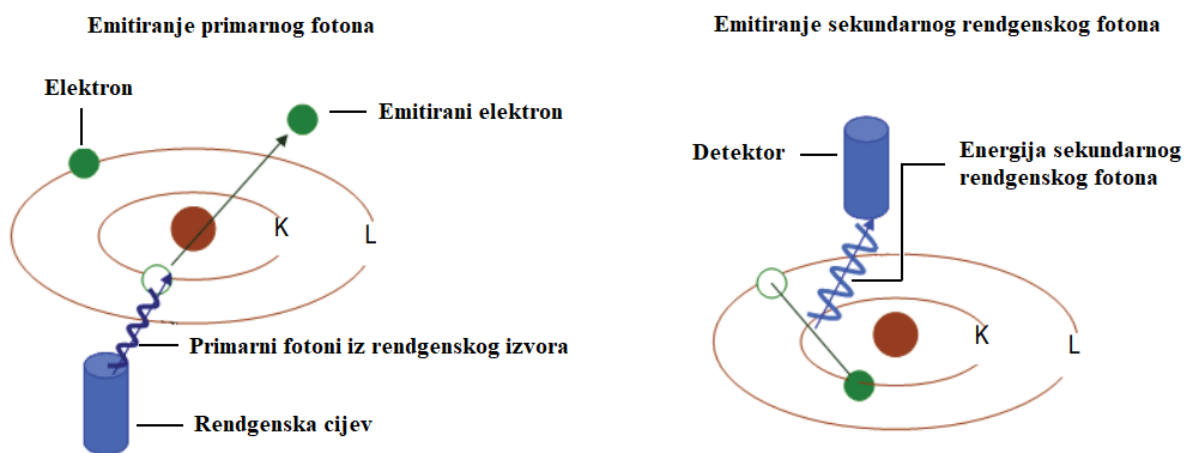 Emitiranje primarnog fotona
Elektron
Emitirani elektron
K
L
Primarni fotoni iz rendgenskog izvora
Rendgenska cijev
Emitiranje sekundarnog rendgenskog fotona
Detektor
Energija sekundarnog
rendgenskog fotona
K
L